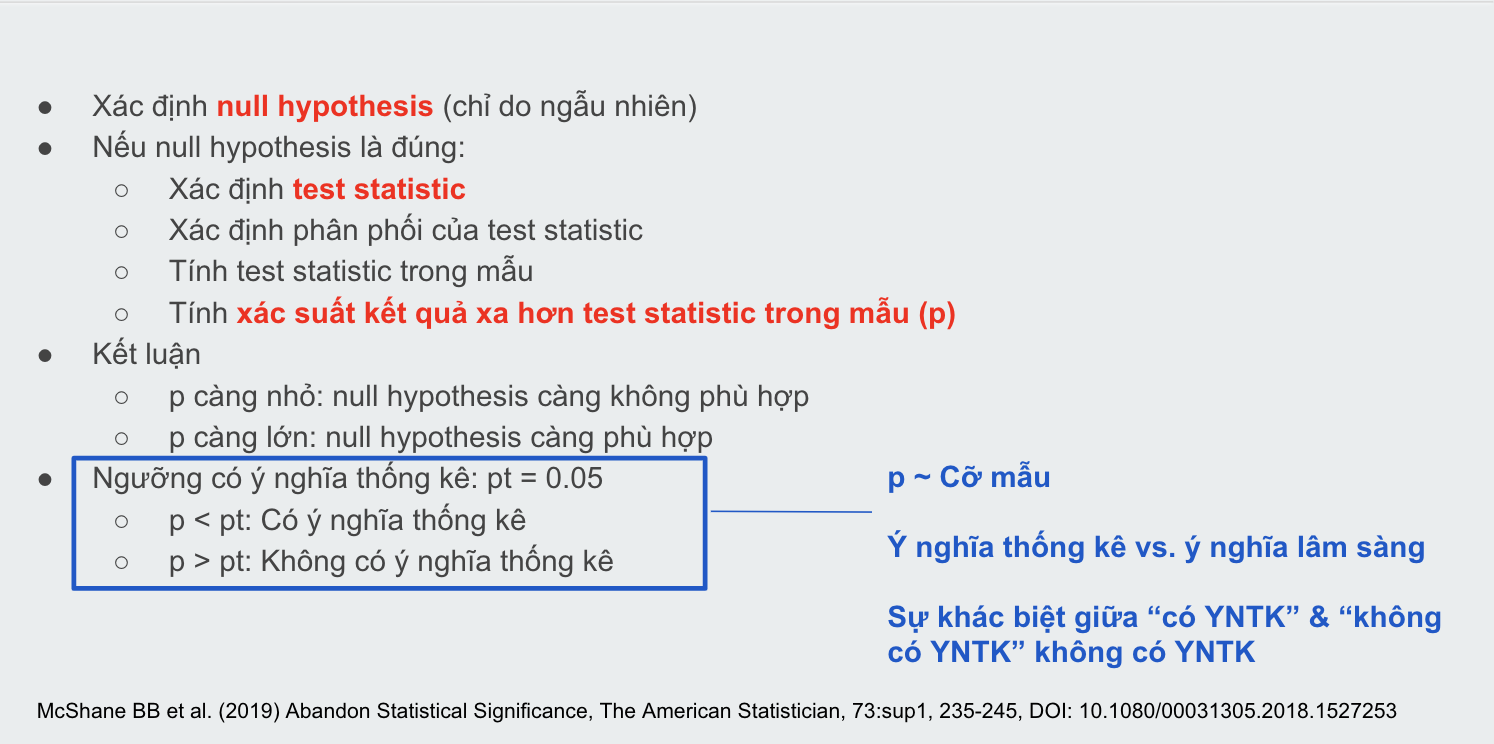 ● Xác định null hypothesis (chỉ do ngẫu nhiên)
● Nếu null hypothesis là đúng:
○ Xác định test statistic
○ Xác định phân phối của test statistic
○ Tính test statistic trong mẫu
○ Tính xác suất kết quả xa hơn test statistic trong mẫu (p)
● Kết luận
○ p càng nhỏ: null hypothesis càng không phù hợp
○ p càng lớn: null hypothesis càng phù hợp
● Ngưỡng có ý nghĩa thống kê: pt = 0.05
○ p < pt: Có ý nghĩa thống kê
○ p > pt: Không có ý nghĩa thống kê
p ~ Cỡ mẫu
Ý nghĩa thống kê vs. ý nghĩa lâm sàng
Sự khác biệt giữa “có YNTK” & “không
có YNTK” không có YNTK
McShane BB et al. (2019) Abandon Statistical Significance, The American Statistician, 73:sup1, 235-245, DOI: 10.1080/00031305.2018.1527253